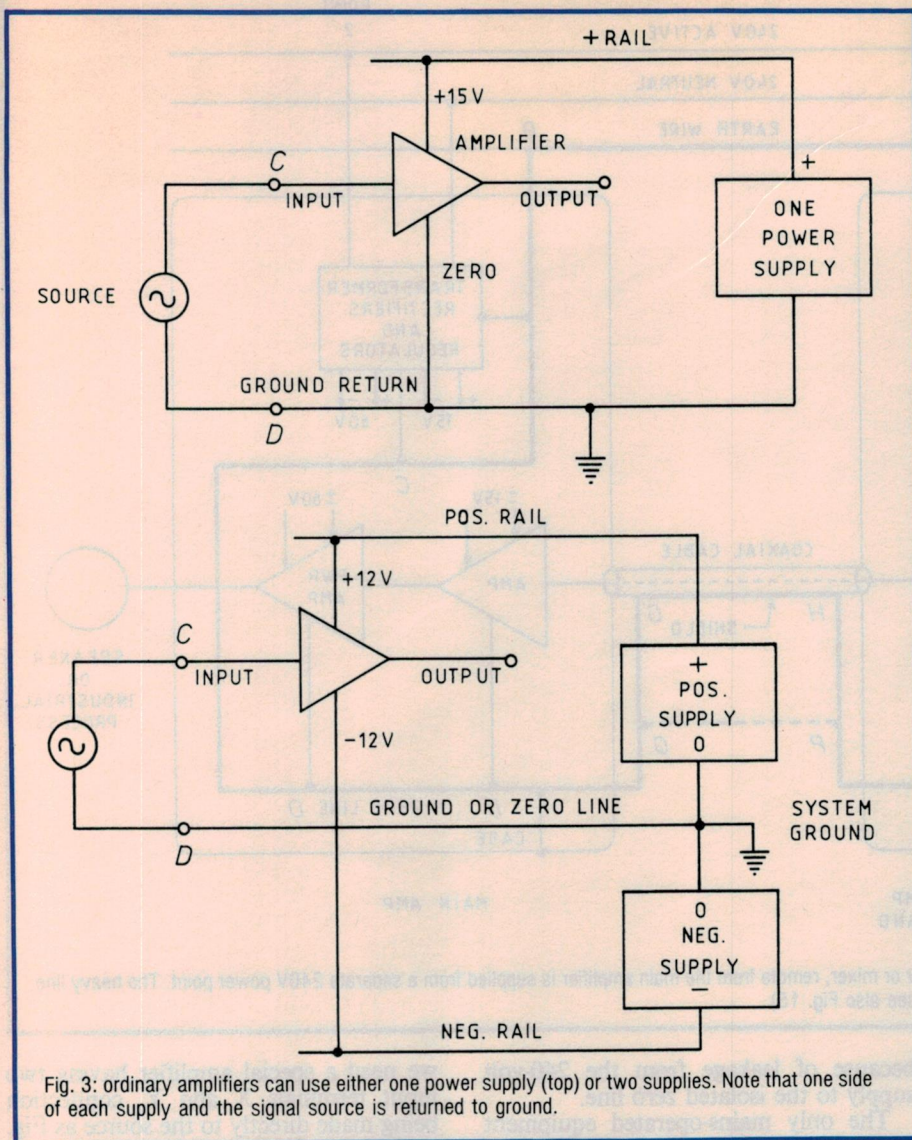 +RAIL
+15V
AMPLIFIER
+
C
INPUT
OUTPUT
ONE
POWER
SUPPLY
ZERO
SOURCE
GROUND RETURN
D
POS. RAIL
+12V
C
INPUT
OUTPUT
+
POS.
SUPPLY
0
-12V
GROUND OR ZERO LINE
SYSTEM
GROUND
D
0
NEG.
SUPPLY
–
NEG. RAIL
Fig. 3: ordinary amplifiers can use either one power supply (top) or two supplies. Note that one side
of each supply and the signal source is returned to ground.